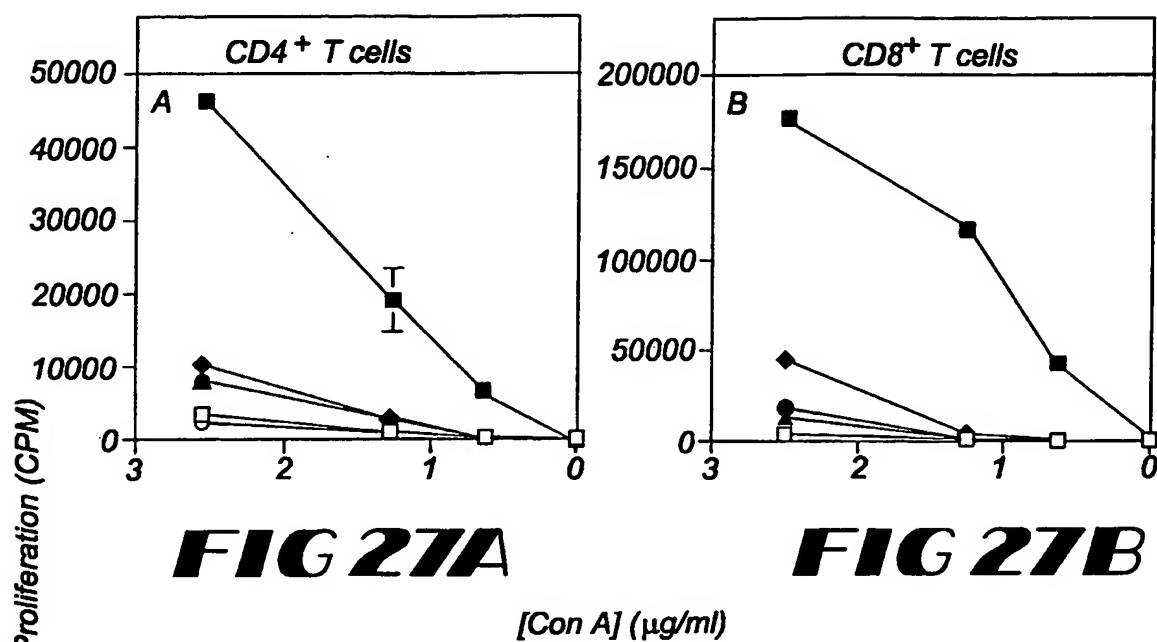 CD4+ T cells
A
50000
40000
30000
20000
10000
0
3 2 1 0
FIG 27A
CD8+ T cells
B
200000
150000
100000
50000
0
3 2 1 0
FIG 27B
Proliferation (CPM)
[Con A] (µg/ml)